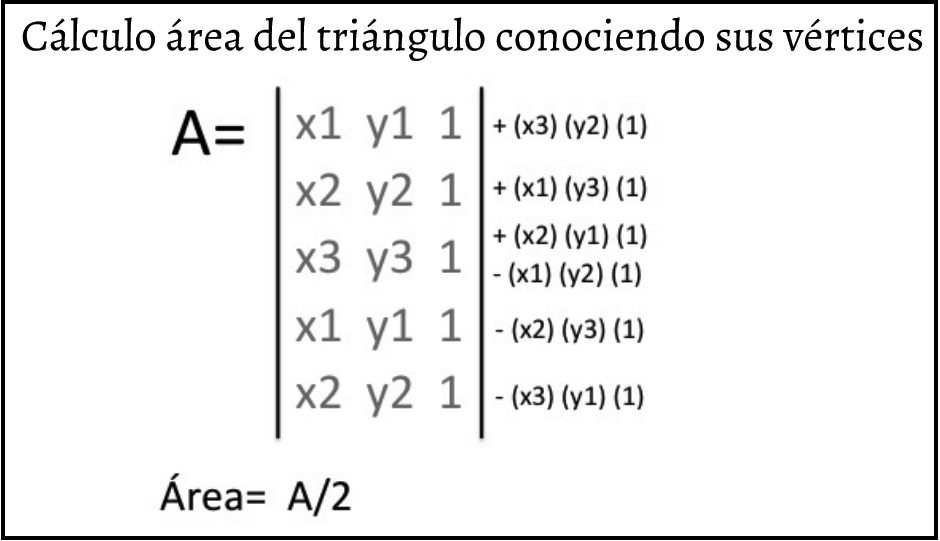 Cálculo área del triángulo conociendo sus vértices
A= x1 y1 1 + (x3) (y2) (1)
x2 y2 1 + (x1) (y3) (1)
+ (x2) (y1) (1)
x3 y3 1 - (x1) (y2) (1)
x1 y1 1 - (x2) (y3) (1)
x2 y2 1 - (x3) (y1) (1)
Área= A/2